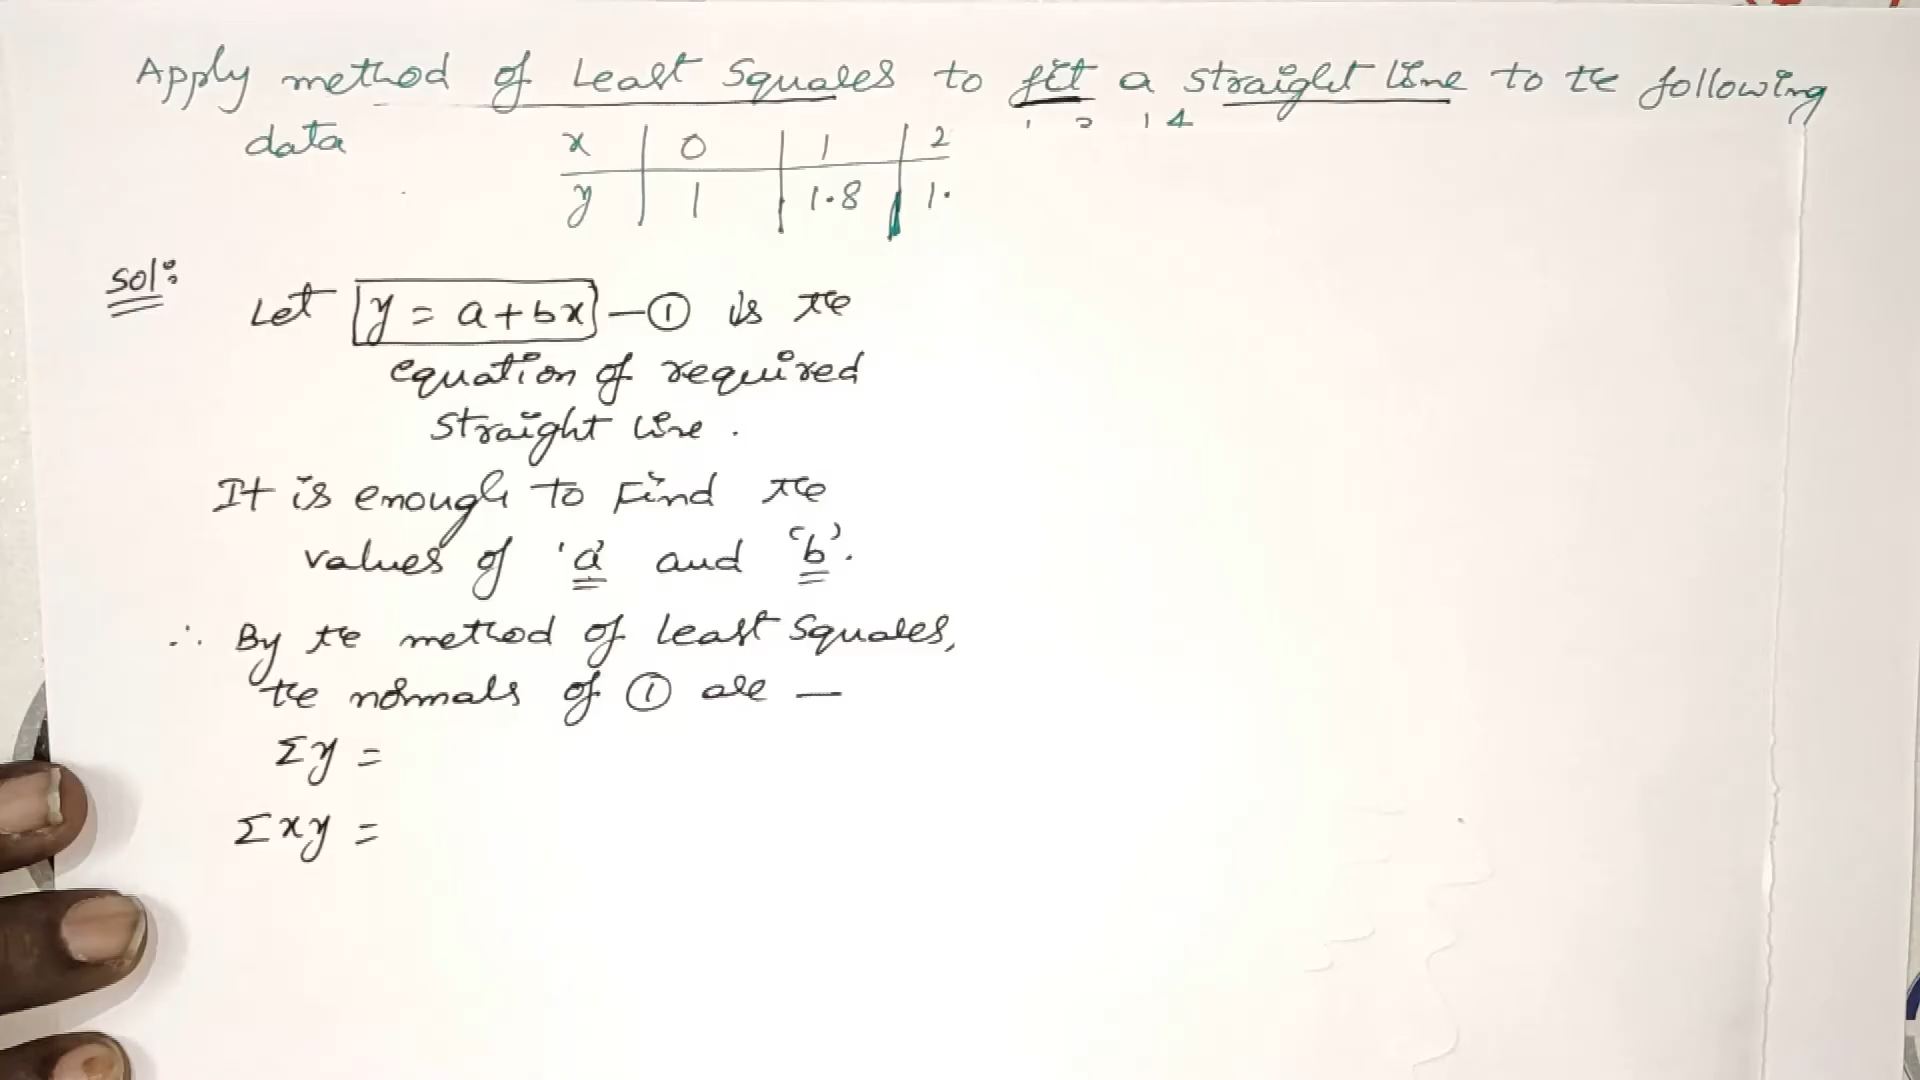 Apply method of Least Squares to fit a straight line to the following
data
x | 0 | 1 | 2
y | 1 | 1.8 | 1.
Sol:
Let y = a+bx — ① is the
equation of required
straight line.
It is enough to Find the
values of 'a' and 'b'.
∴ By the method of least squares,
the normals of ① are —
Σy =
Σxy =